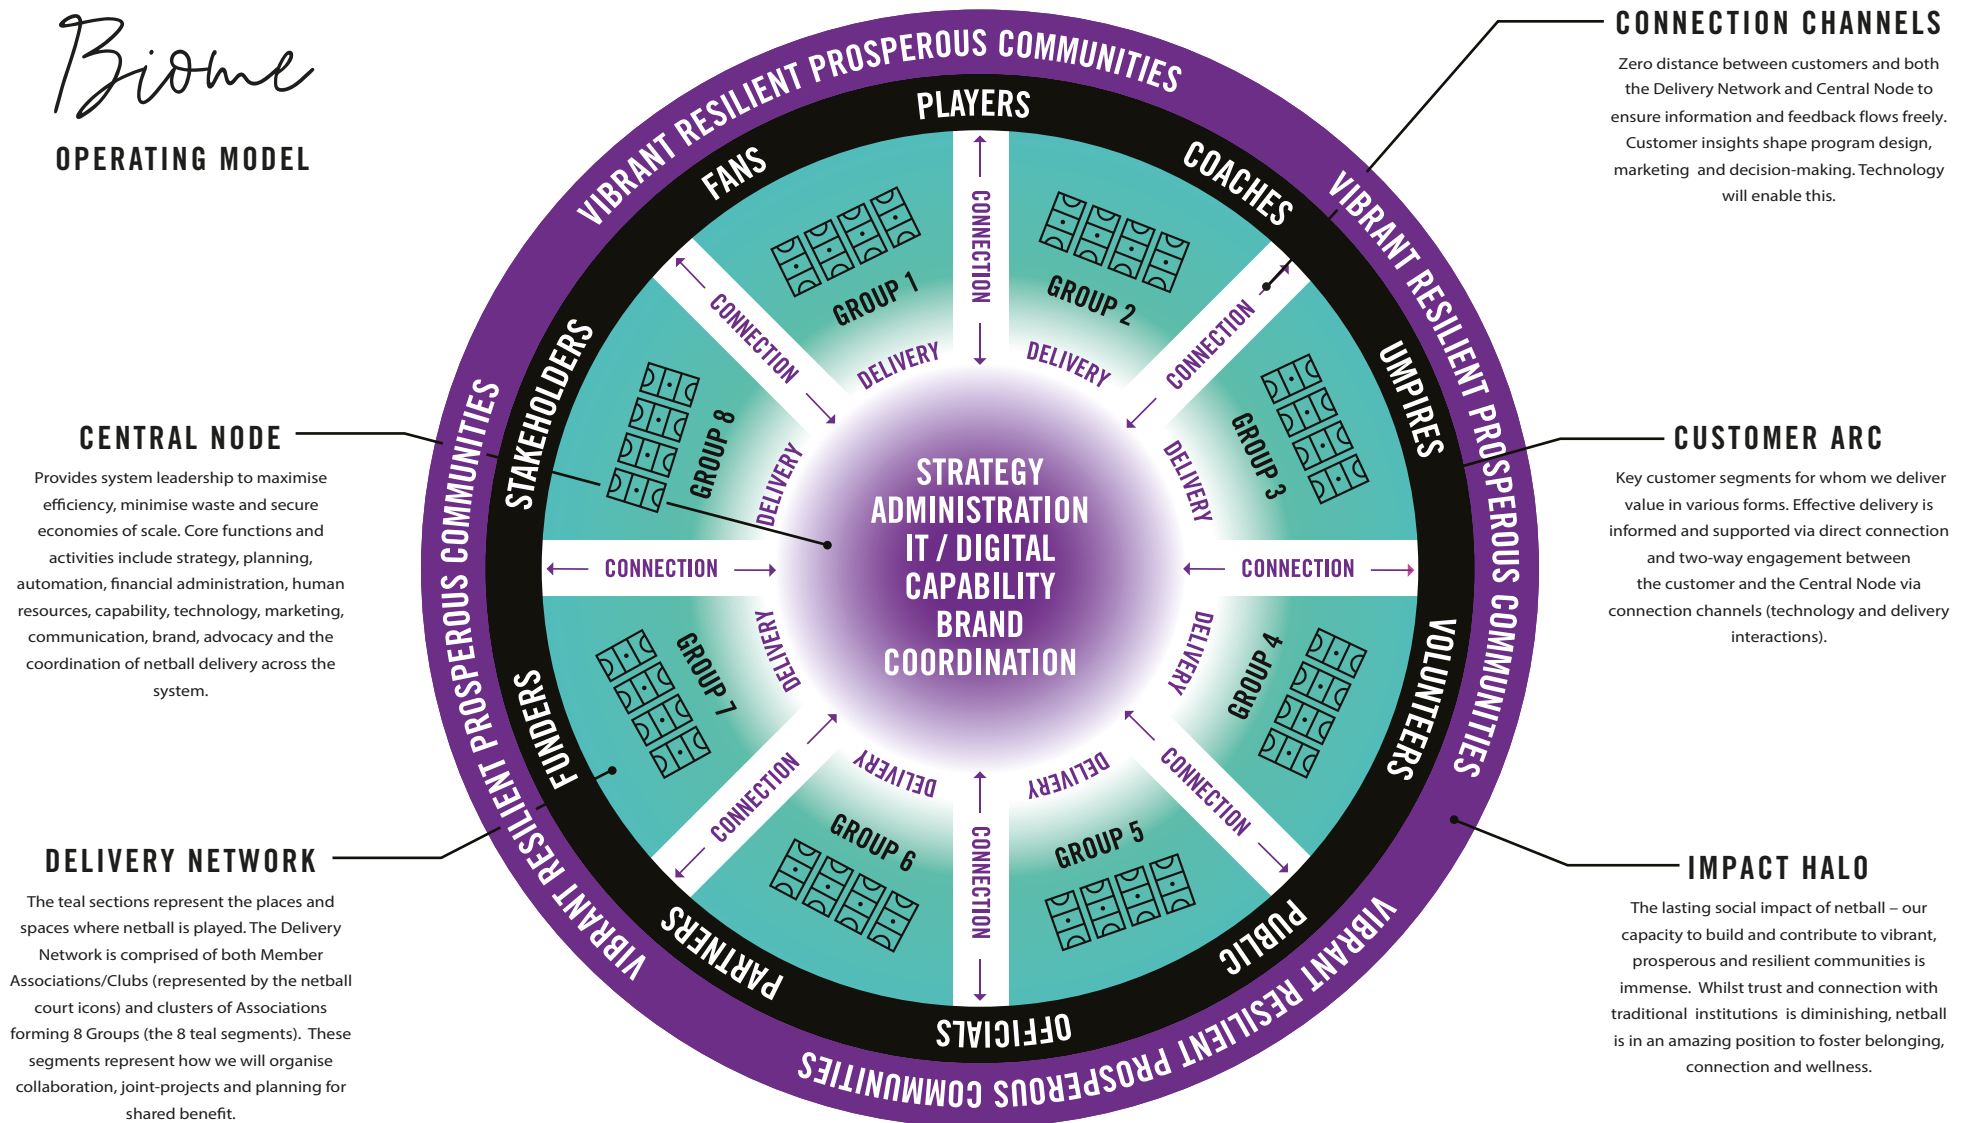 Biome
OPERATING MODEL
CONNECTION CHANNELS
Zero distance between customers and both
the Delivery Network and Central Node to
ensure information and feedback flows freely.
Customer insights shape program design,
marketing and decision-making. Technology
will enable this.
CENTRAL NODE
Provides system leadership to maximise
efficiency, minimise waste and secure
economies of scale. Core functions and
activities include strategy, planning,
automation, financial administration, human
resources, capability, technology, marketing,
communication, brand, advocacy and the
coordination of netball delivery across the
system.
CUSTOMER ARC
Key customer segments for whom we deliver
value in various forms. Effective delivery is
informed and supported via direct connection
and two-way engagement between
the customer and the Central Node via
connection channels (technology and delivery
interactions).
DELIVERY NETWORK
The teal sections represent the places and
spaces where netball is played. The Delivery
Network is comprised of both Member
Associations/Clubs (represented by the netball
court icons) and clusters of Associations
forming 8 Groups (the 8 teal segments). These
segments represent how we will organise
collaboration, joint-projects and planning for
shared benefit.
IMPACT HALO
The lasting social impact of netball – our
capacity to build and contribute to vibrant,
prosperous and resilient communities is
immense. Whilst trust and connection with
traditional institutions is diminishing, netball
is in an amazing position to foster belonging,
connection and wellness.
VIBRANT RESILIENT PROSPEROUS COMMUNITIES
VIBRANT RESILIENT PROSPEROUS COMMUNITIES
VIBRANT RESILIENT PROSPEROUS COMMUNITIES
VIBRANT RESILIENT PROSPEROUS COMMUNITIES
PLAYERS
COACHES
UMPIRES
VOLUNTEERS
PUBLIC
OFFICIALS
PARTNERS
FUNDERS
STAKEHOLDERS
FANS
GROUP 1
GROUP 2
GROUP 3
GROUP 4
GROUP 5
GROUP 6
GROUP 7
GROUP 8
CONNECTION
CONNECTION
CONNECTION
CONNECTION
CONNECTION
CONNECTION
CONNECTION
CONNECTION
DELIVERY
DELIVERY
DELIVERY
DELIVERY
DELIVERY
DELIVERY
DELIVERY
DELIVERY
STRATEGY
ADMINISTRATION
IT / DIGITAL
CAPABILITY
BRAND
COORDINATION